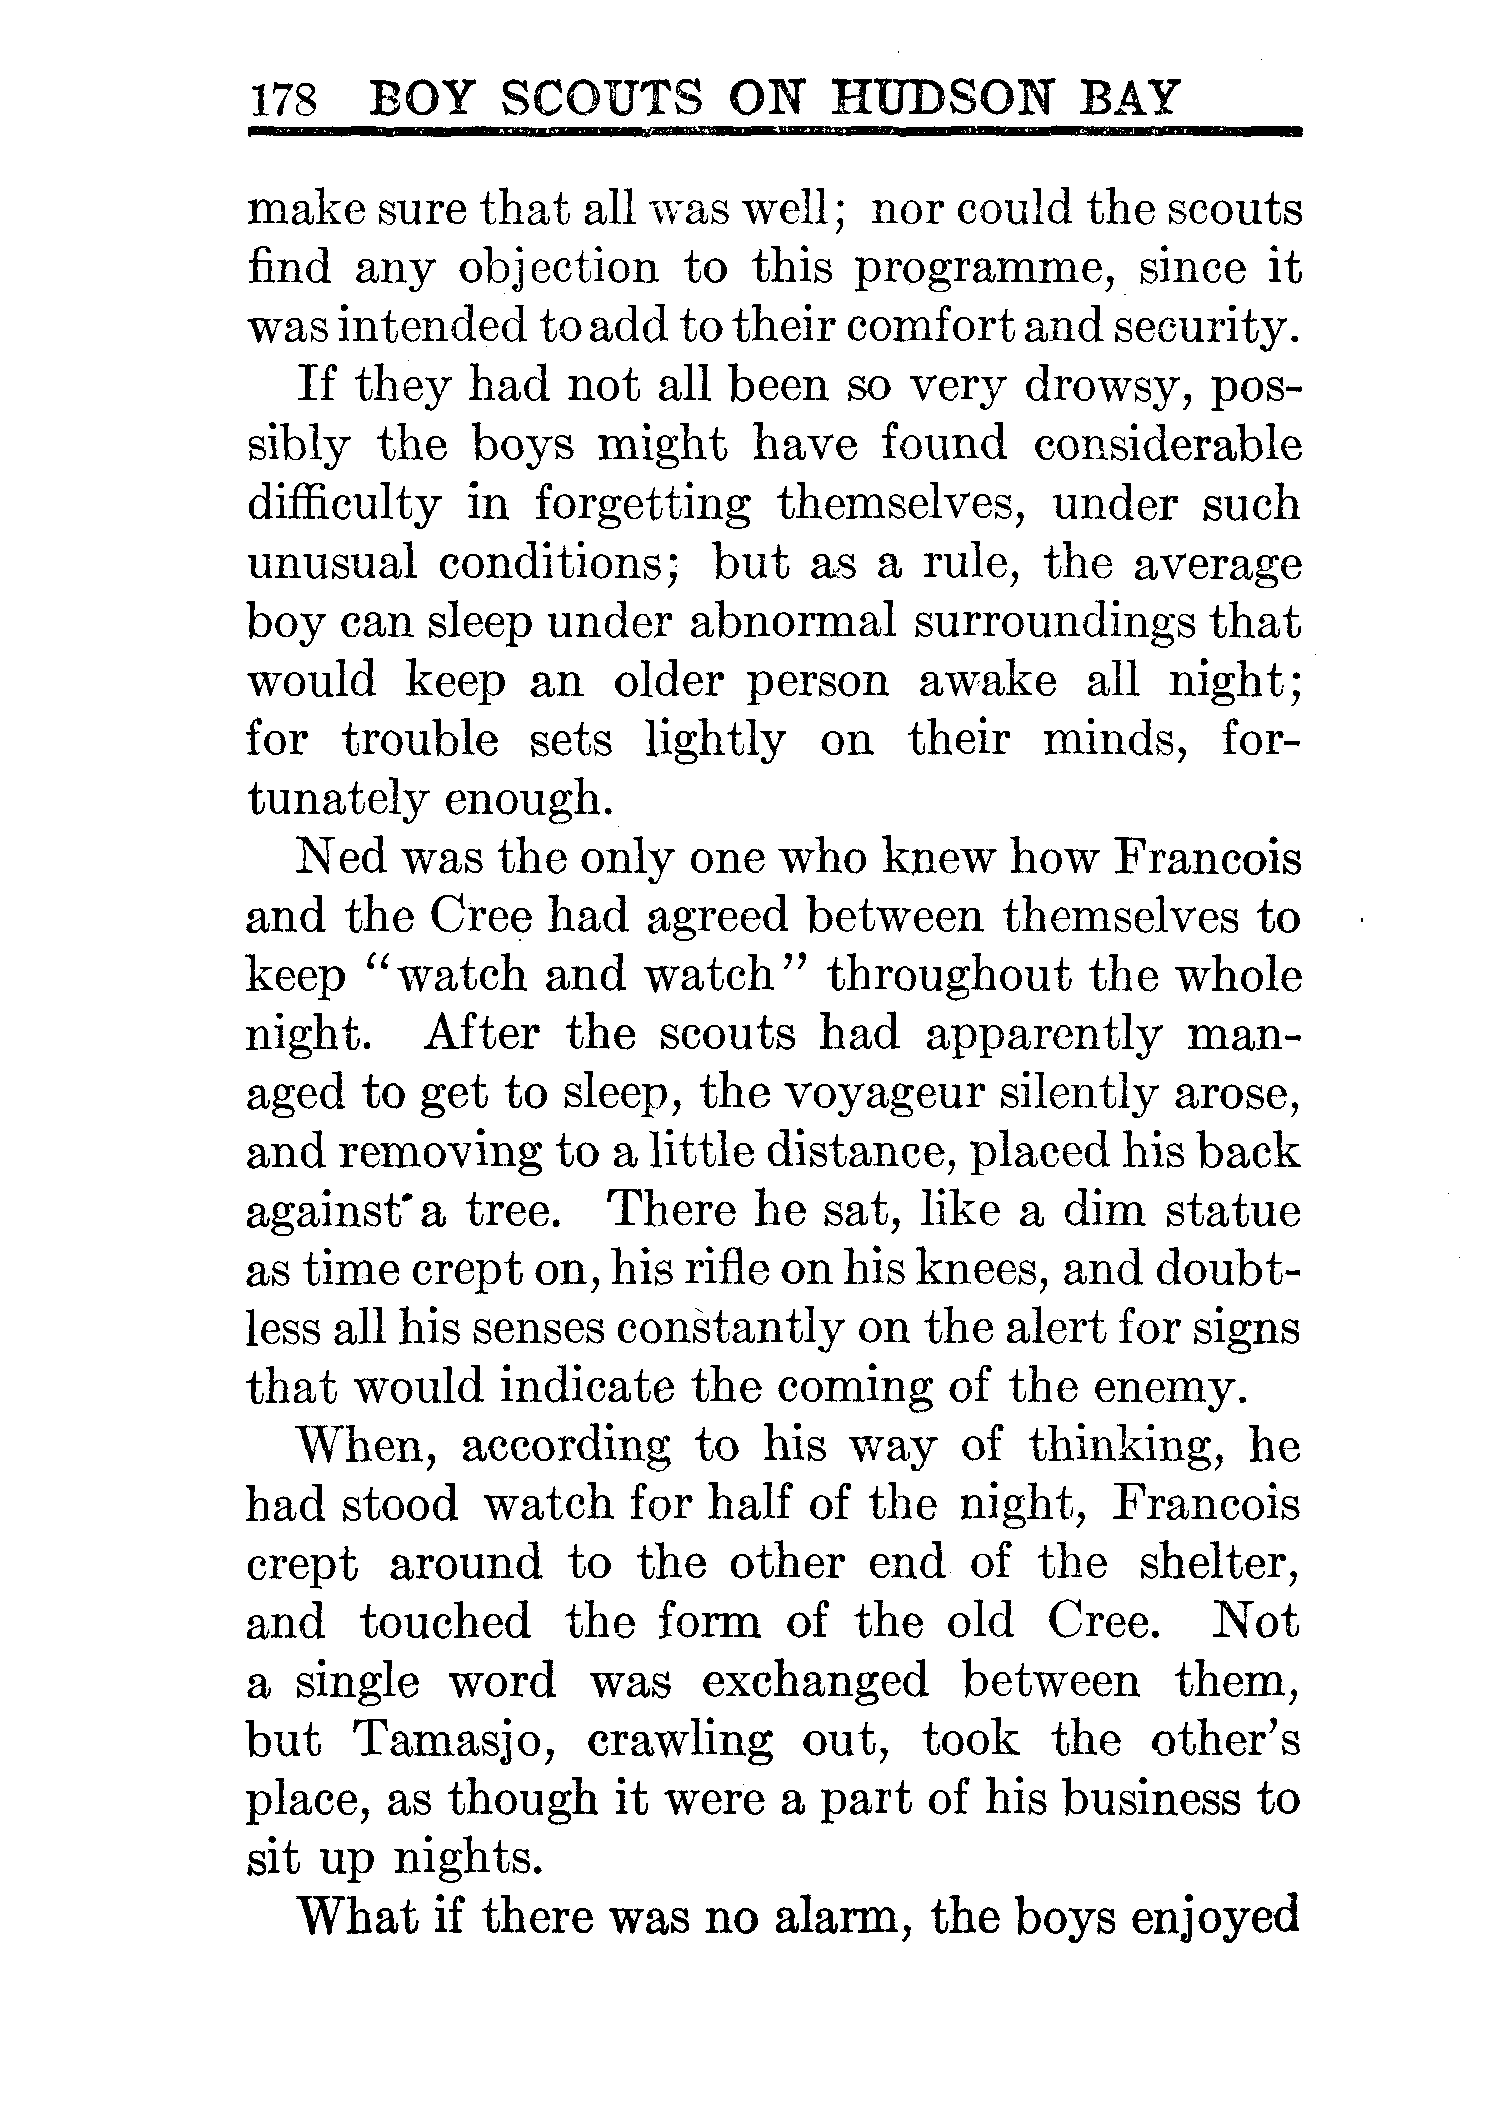 178 BOY SCOUTS ON HUDSON BAY
make sure that all was well; nor could the scouts
find any objection to this programme, since it
was intended to add to their comfort and security.
If they had not all been so very drowsy, pos-
sibly the boys might have found considerable
difficulty in forgetting themselves, under such
unusual conditions; but as a rule, the average
boy can sleep under abnormal surroundings that
would keep an older person awake all night;
for trouble sets lightly on their minds, for-
tunately enough.
Ned was the only one who knew how Francois
and the Cree had agreed between themselves to
keep “watch and watch” throughout the whole
night. After the scouts had apparently man-
aged to get to sleep, the voyageur silently arose,
and removing to a little distance, placed his back
against a tree. There he sat, like a dim statue
as time crept on, his rifle on his knees, and doubt-
less all his senses constantly on the alert for signs
that would indicate the coming of the enemy.
When, according to his way of thinking, he
had stood watch for half of the night, Francois
crept around to the other end of the shelter,
and touched the form of the old Cree. Not
a single word was exchanged between them,
but Tamasjo, crawling out, took the other’s
place, as though it were a part of his business to
sit up nights.
What if there was no alarm, the boys enjoyed